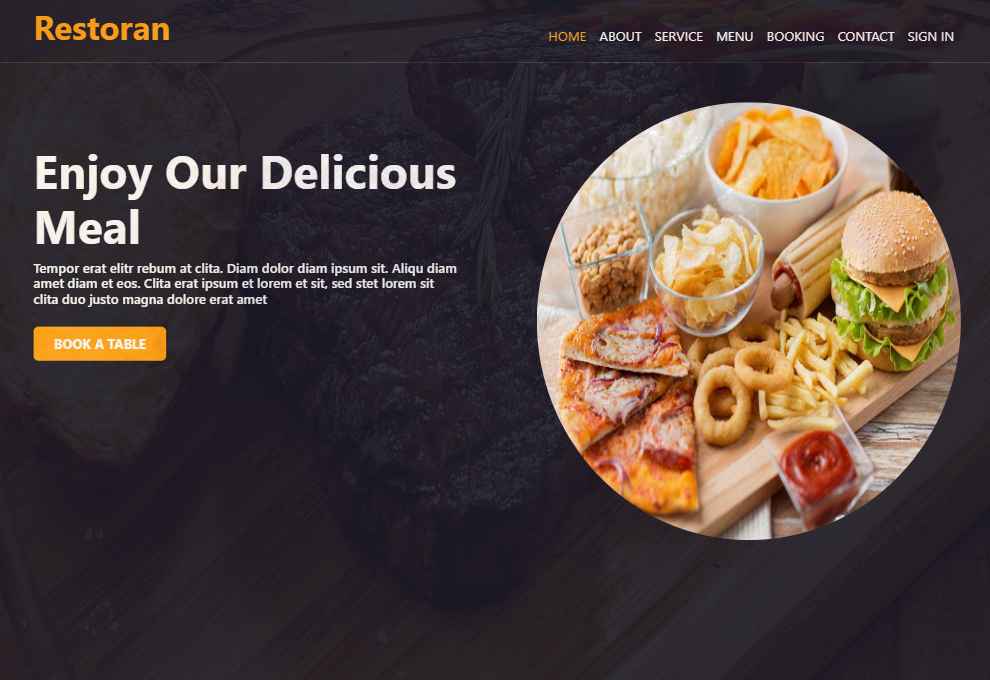 Restoran
HOME ABOUT SERVICE MENU BOOKING CONTACT SIGN IN
Enjoy Our Delicious
Meal
Tempor erat elitr rebum at clita. Diam dolor diam ipsum sit. Aliqu diam
amet diam et eos. Clita erat ipsum et lorem et sit, sed stet lorem sit
clita duo justo magna dolore erat amet
BOOK A TABLE